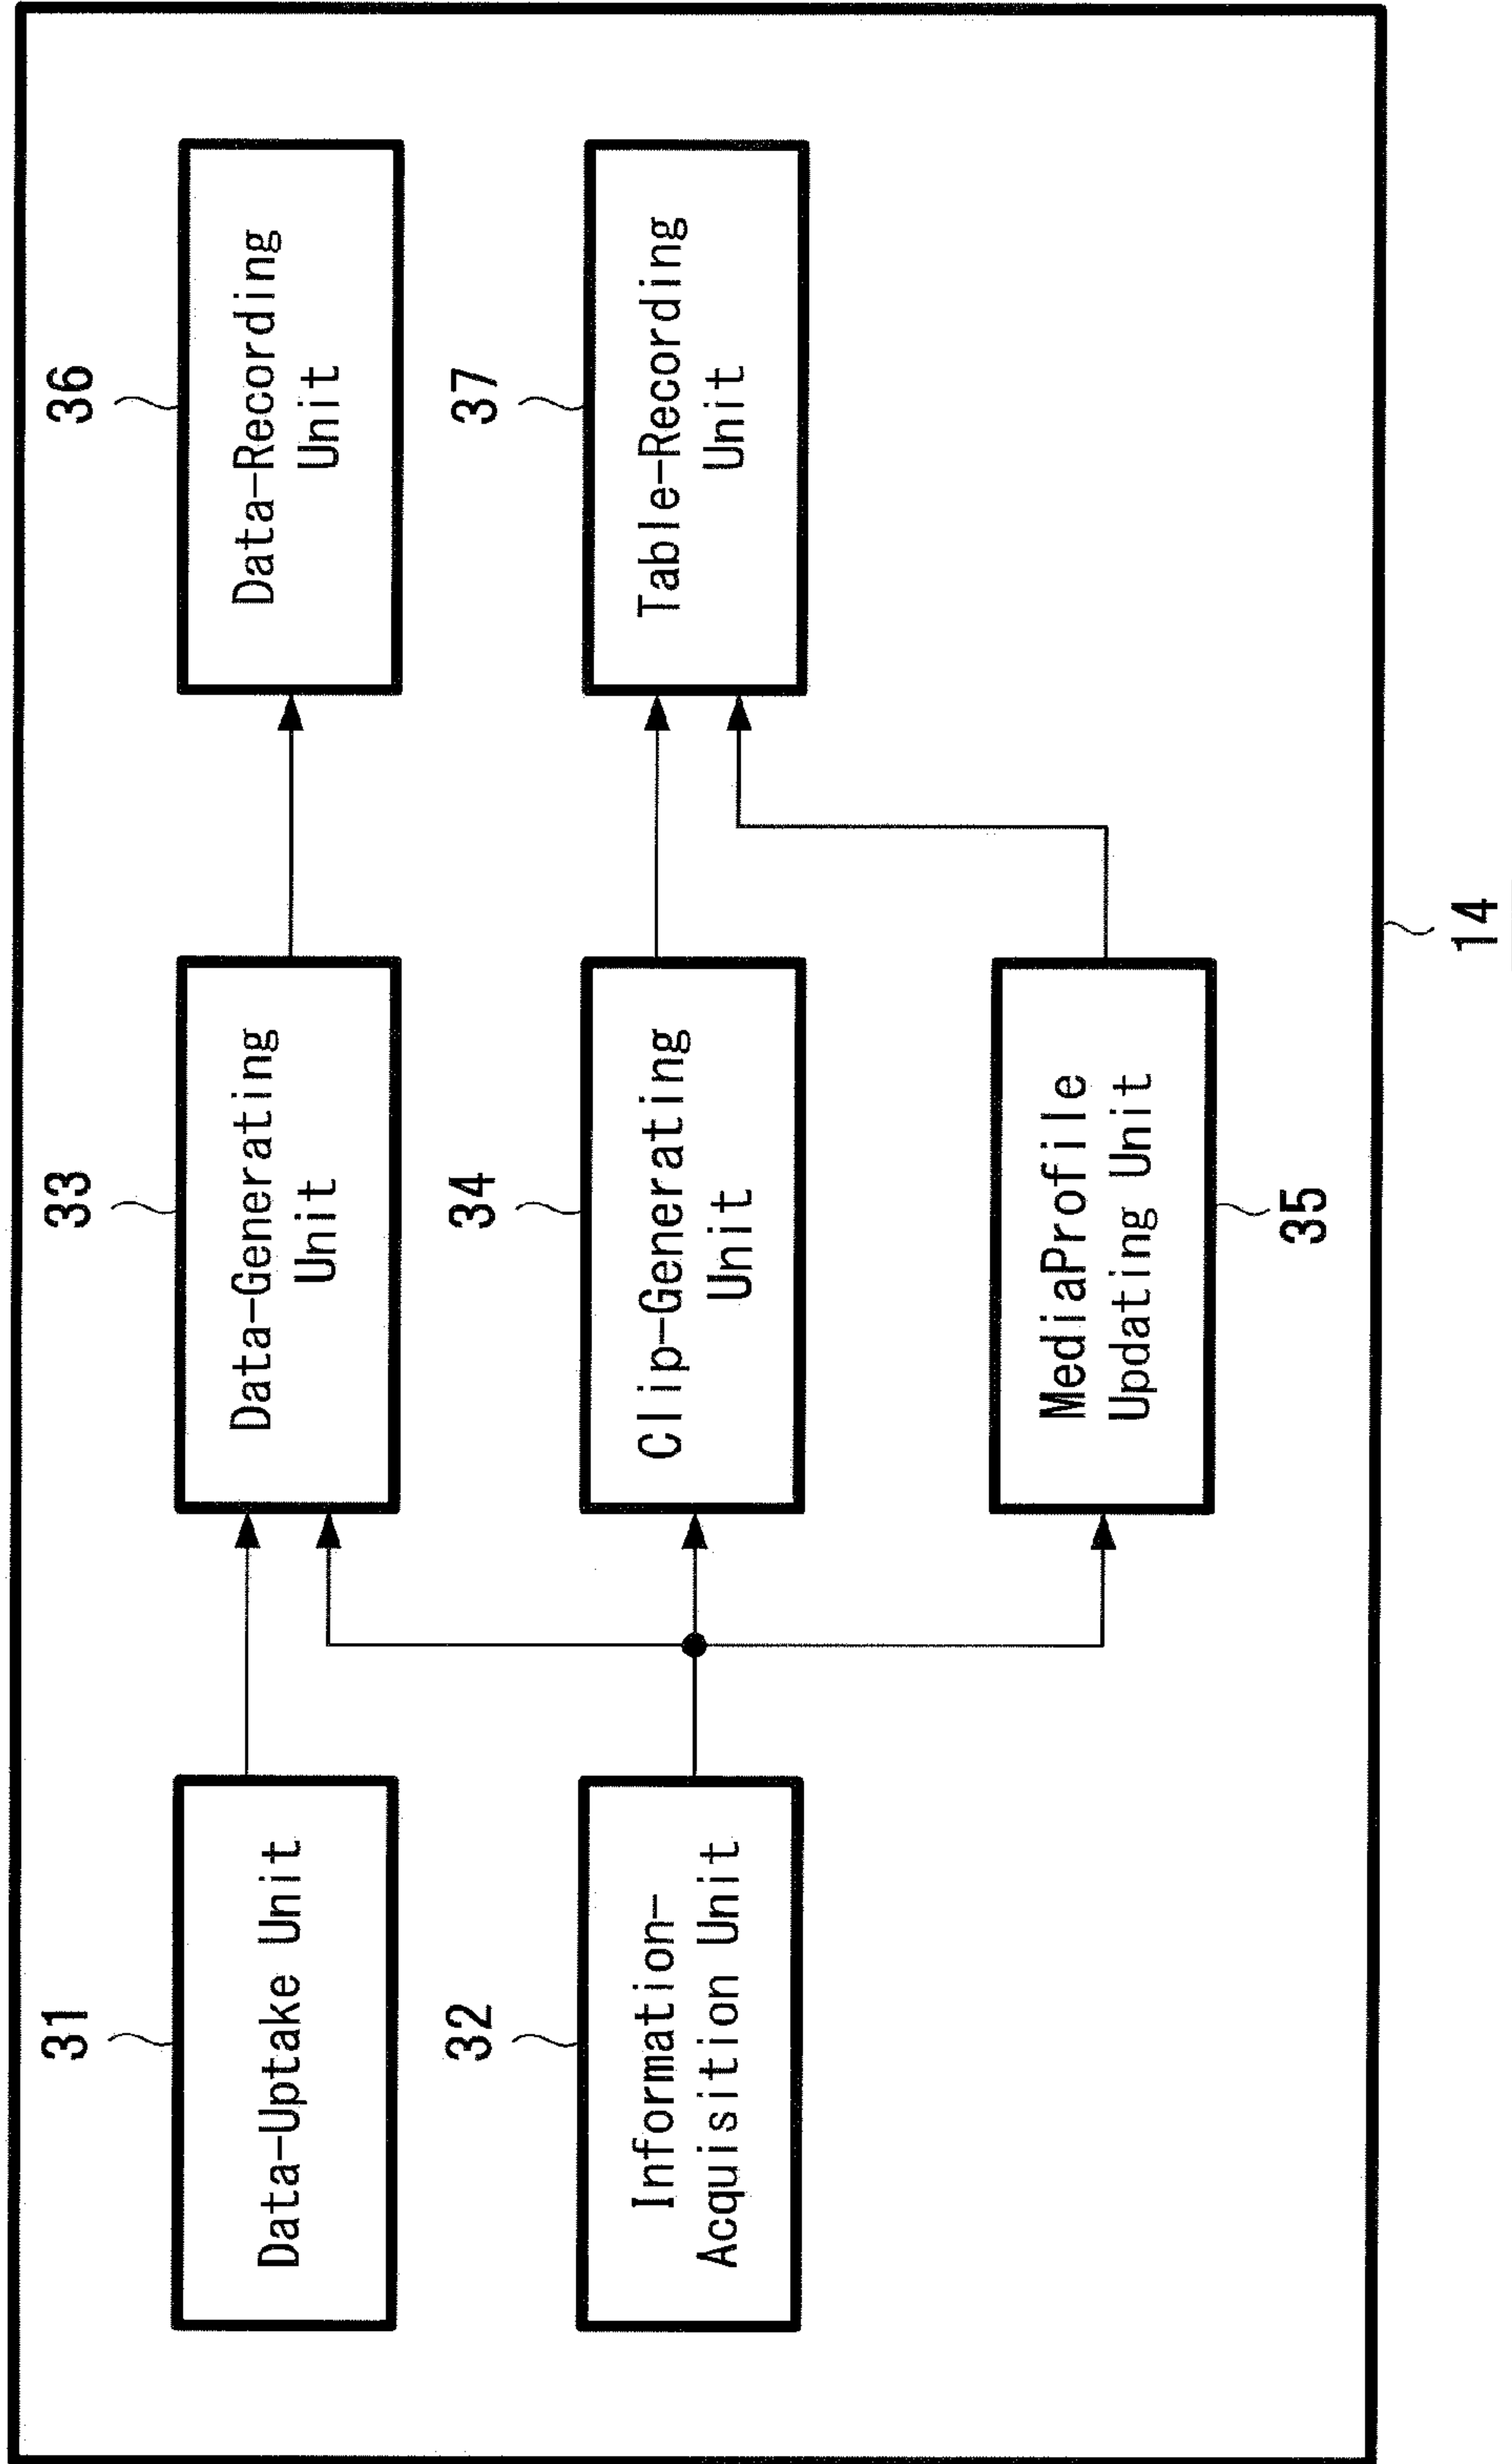 31
Data-Uptake Unit
33
Data-Generating
Unit
36
Data-Recording
Unit
32
Information-
Acquisition Unit
34
Clip-Generating
Unit
37
Table-Recording
Unit
MediaProfile
Updating Unit
35
14